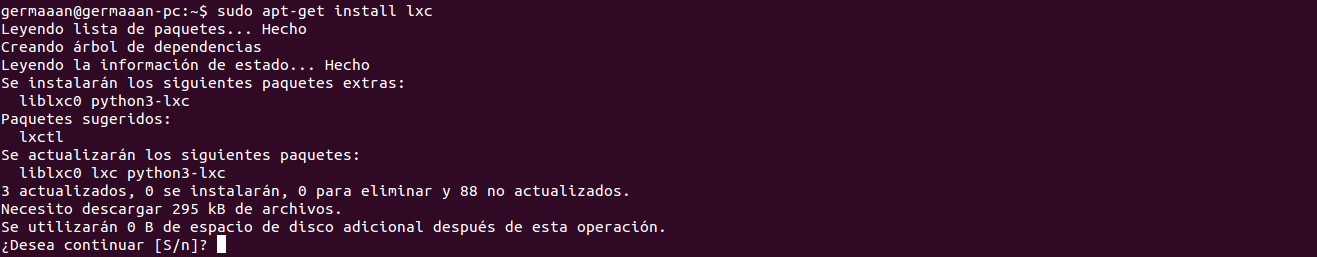 germaaan@germaaan-pc:~$ sudo apt-get install lxc
Leyendo lista de paquetes... Hecho
Creando árbol de dependencias
Leyendo la información de estado... Hecho
Se instalarán los siguientes paquetes extras:
  liblxc0 python3-lxc
Paquetes sugeridos:
  lxctl
Se actualizarán los siguientes paquetes:
  liblxc0 lxc python3-lxc
3 actualizados, 0 se instalarán, 0 para eliminar y 88 no actualizados.
Necesito descargar 295 kB de archivos.
Se utilizarán 0 B de espacio de disco adicional después de esta operación.
¿Desea continuar [S/n]?